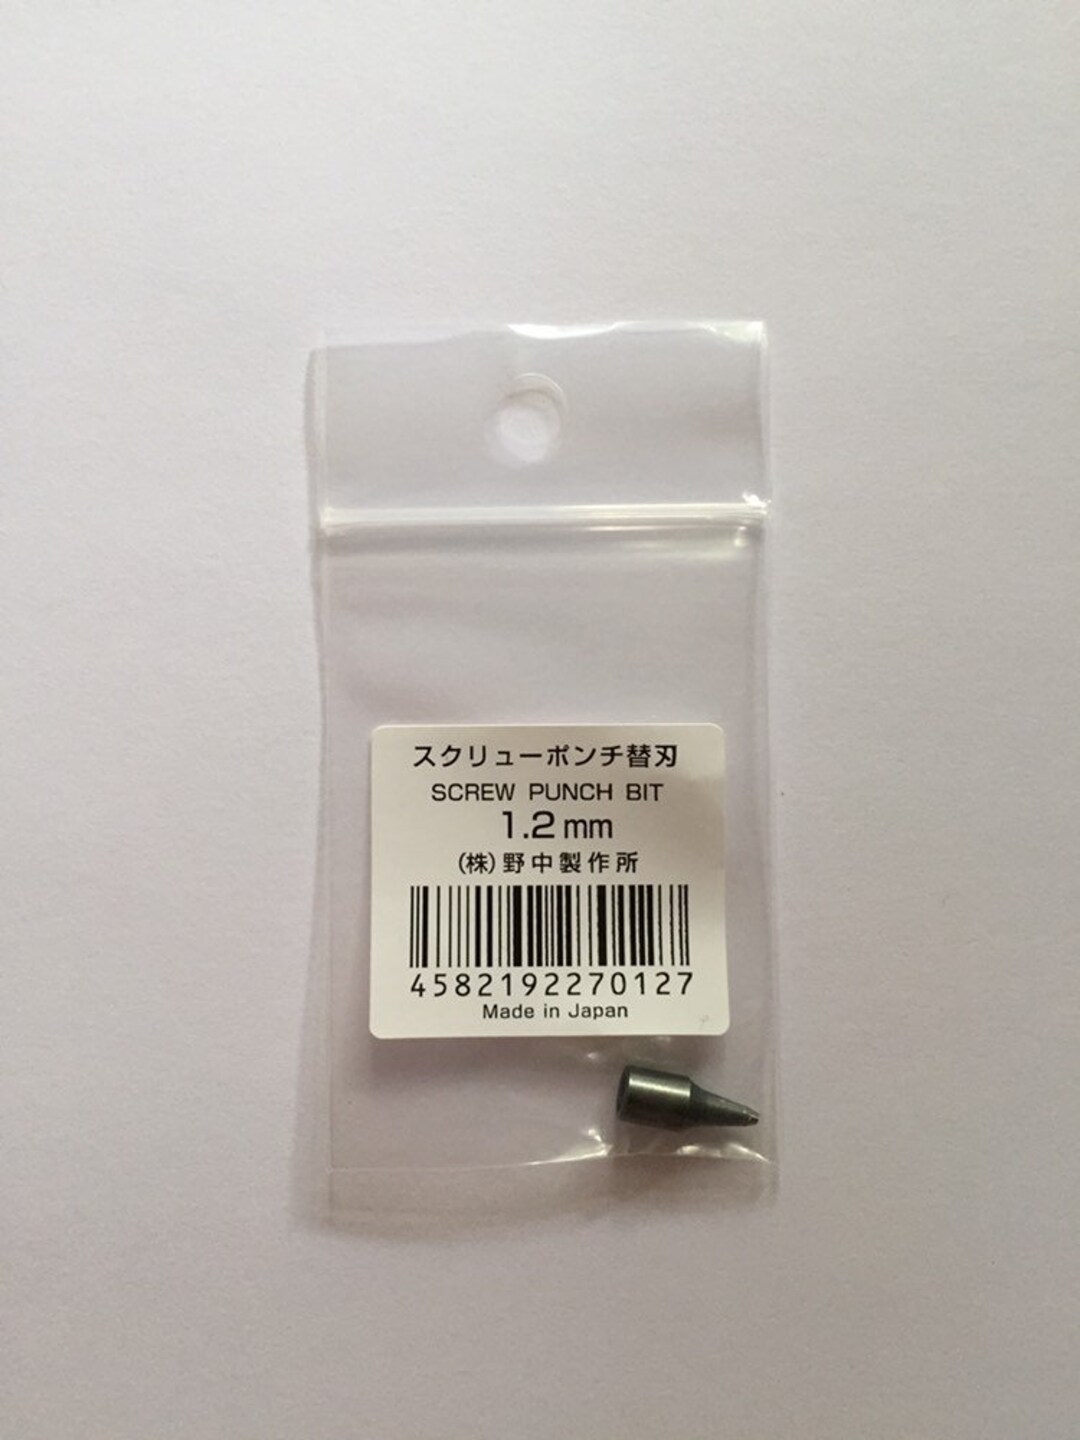 スクリューポンチ替刃
SCREW PUNCH BIT
1.2mm
(株)野中製作所
4582192270127
Made in Japan